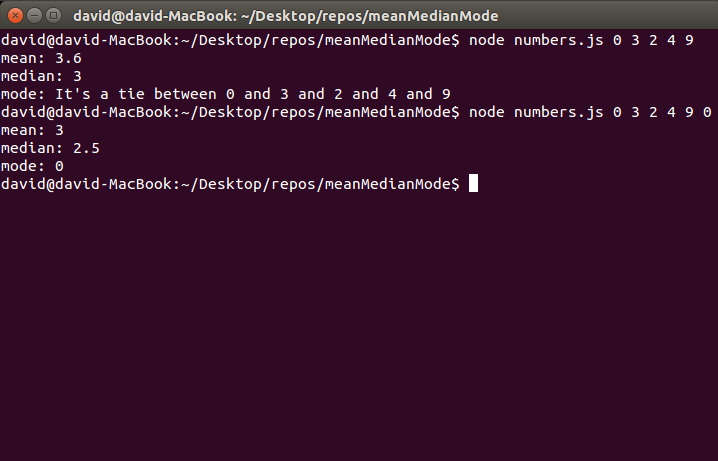 david@david-MacBook: ~/Desktop/repos/meanMedianMode
david@david-MacBook:~/Desktop/repos/meanMedianMode$ node numbers.js 0 3 2 4 9
mean: 3.6
median: 3
mode: It's a tie between 0 and 3 and 2 and 4 and 9
david@david-MacBook:~/Desktop/repos/meanMedianMode$ node numbers.js 0 3 2 4 9 0
mean: 3
median: 2.5
mode: 0
david@david-MacBook:~/Desktop/repos/meanMedianMode$